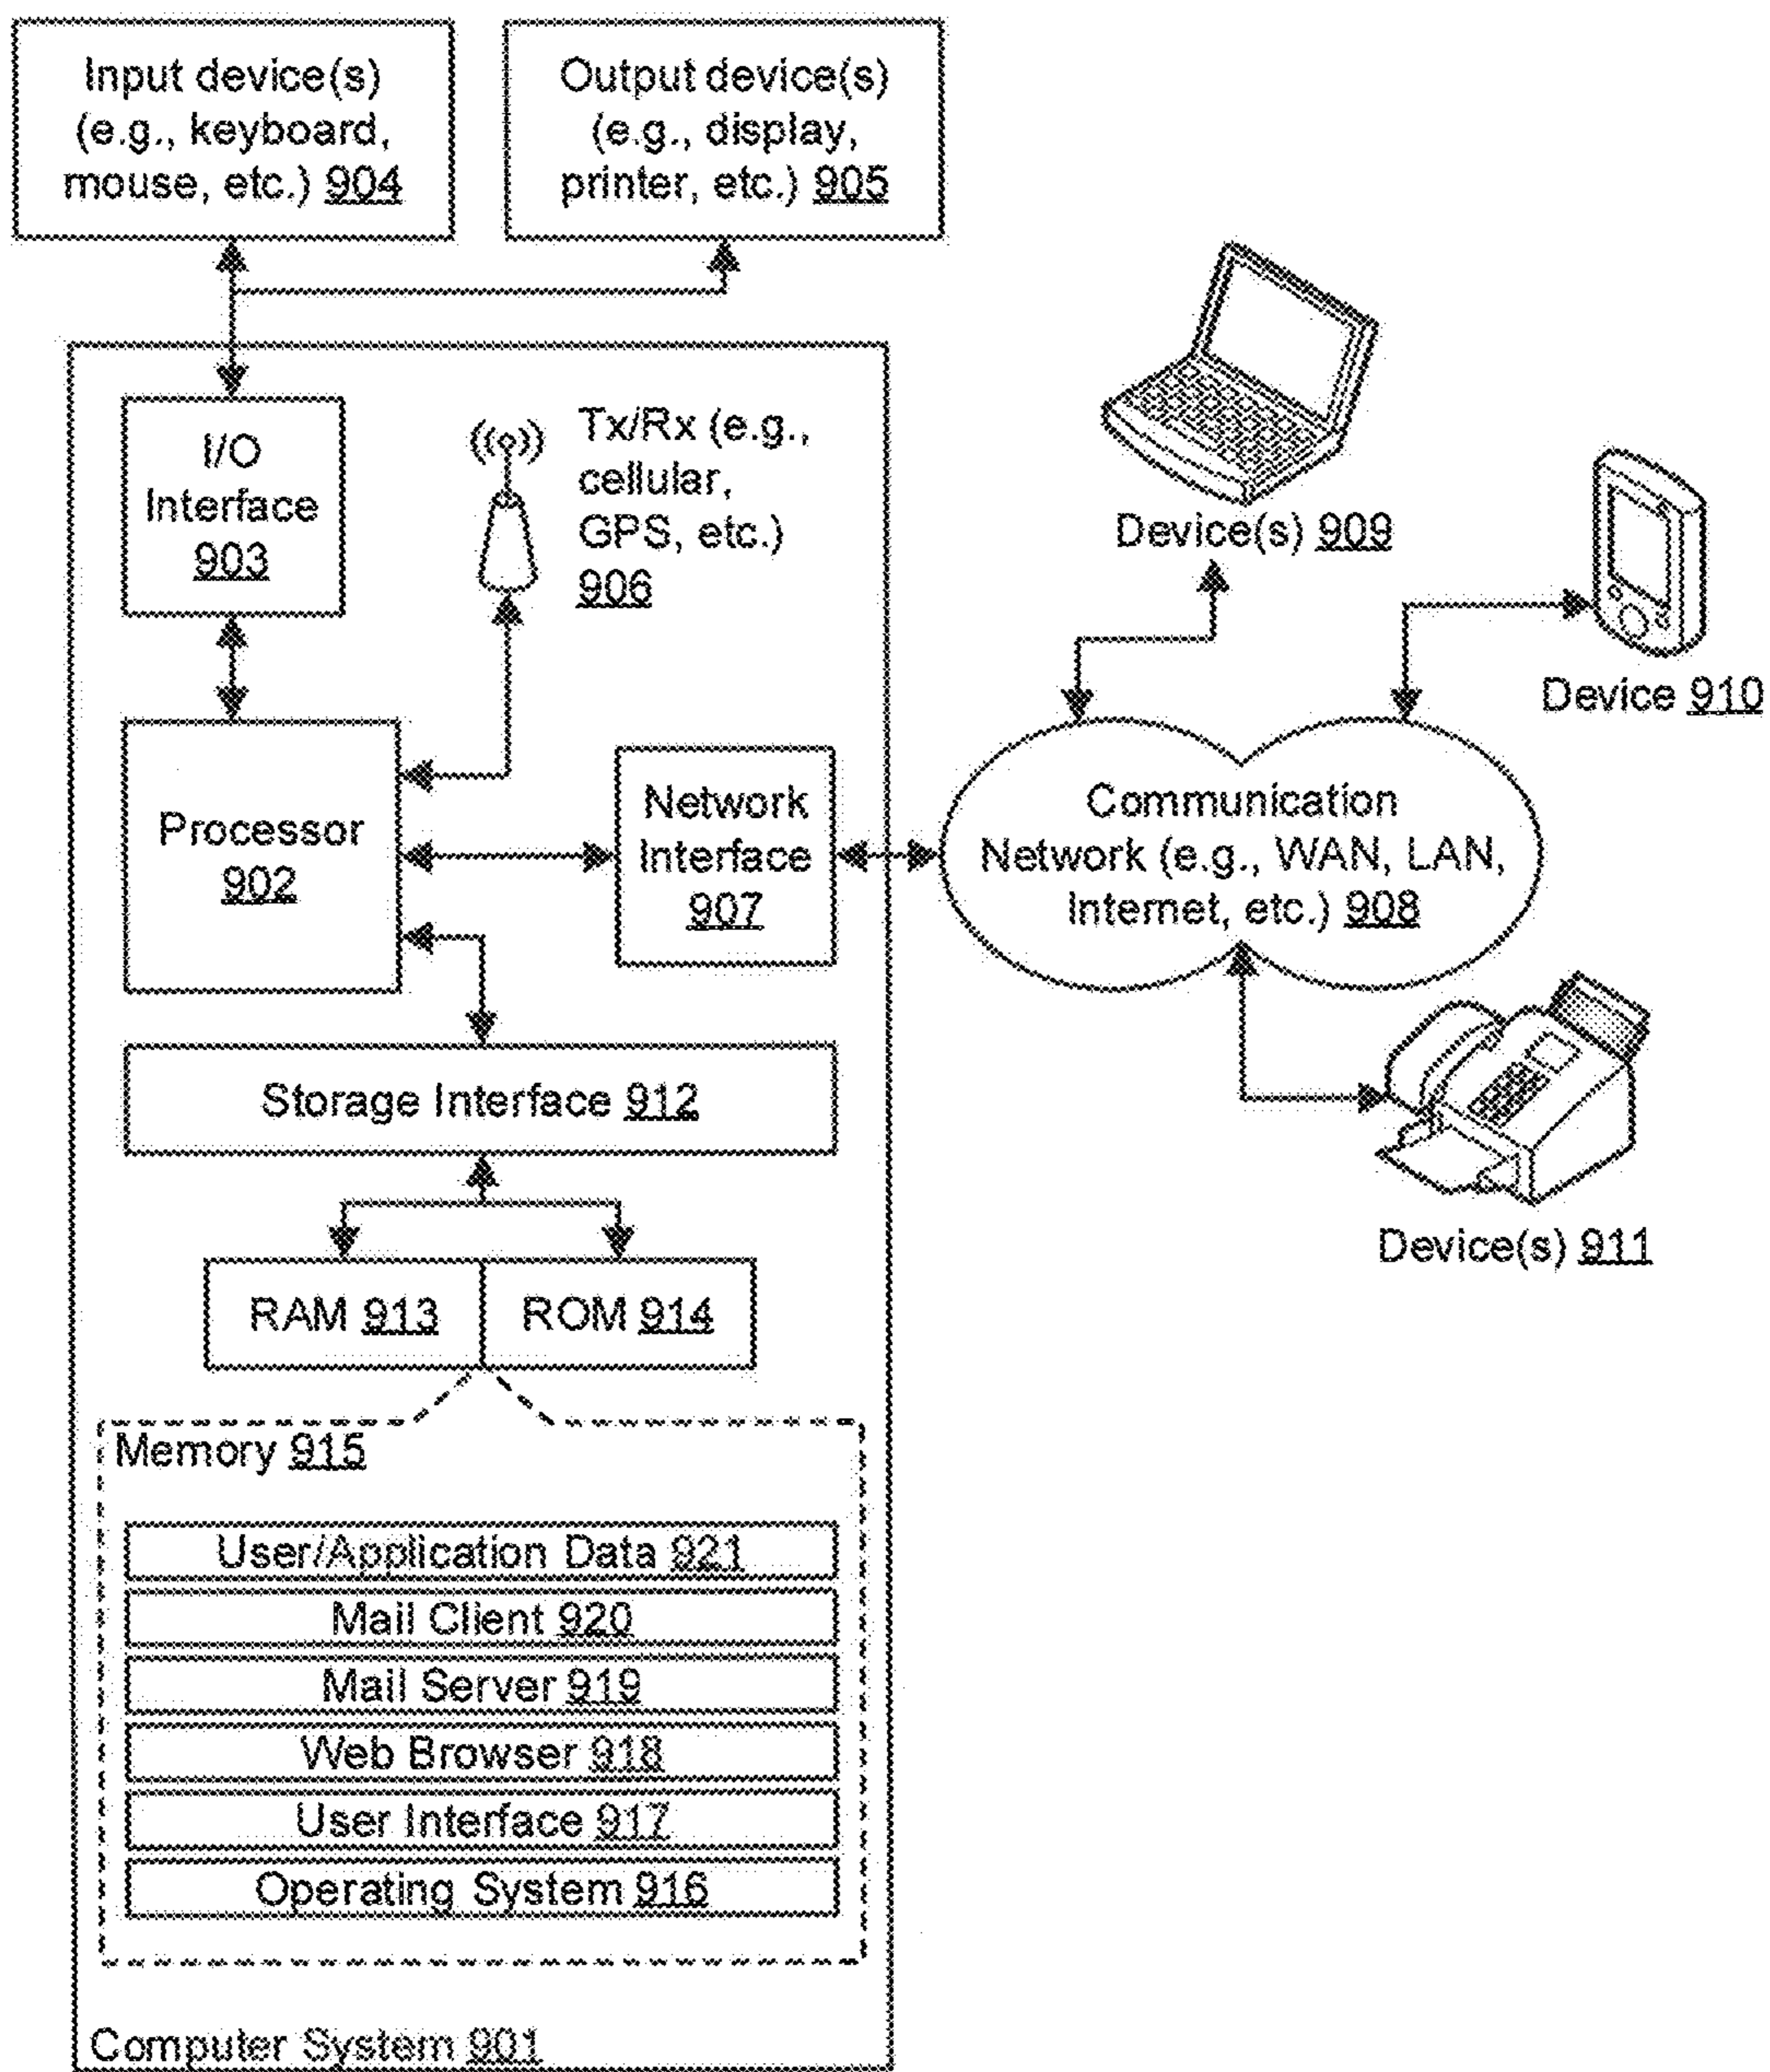 Input device(s)
(e.g., keyboard,
mouse, etc.) 904
Output device(s)
(e.g., display,
printer, etc.) 905
I/O
Interface
903
Tx/Rx (e.g.,
cellular,
GPS, etc.)
906
Device(s) 909
Device 910
Processor
902
Network
Interface
907
Communication
Network (e.g., WAN, LAN,
Internet, etc.) 908
Storage Interface 912
Device(s) 911
RAM 913
ROM 914
Memory 915
User/Application Data 921
Mail Client 920
Mail Server 919
Web Browser 918
User Interface 917
Operating System 916
Computer System 901